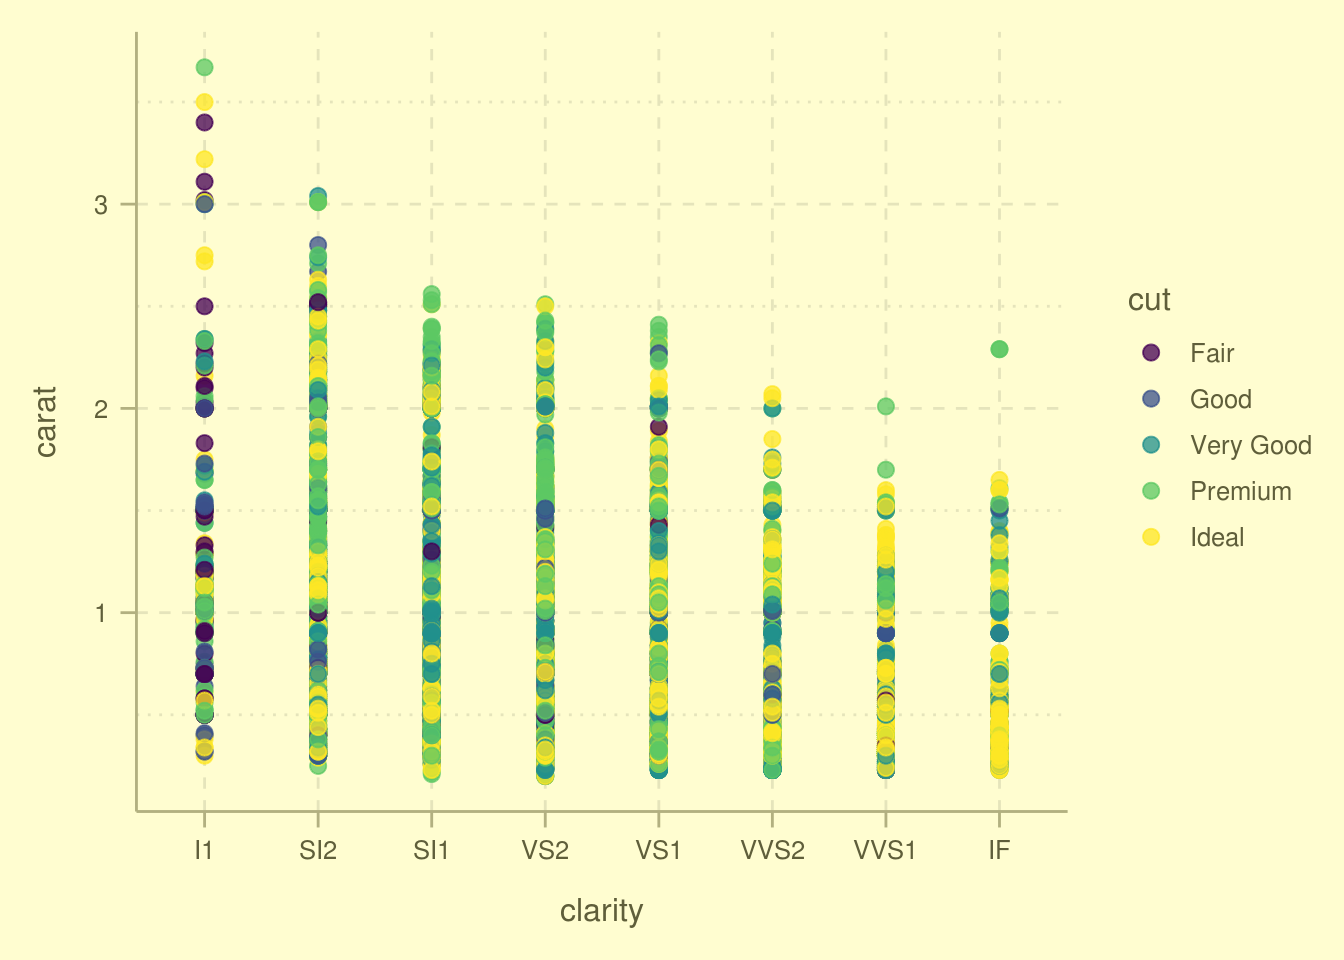 3
2
1
carat
I1 SI2 SI1 VS2 VS1 VVS2 VVS1 IF
clarity
cut
Fair
Good
Very Good
Premium
Ideal